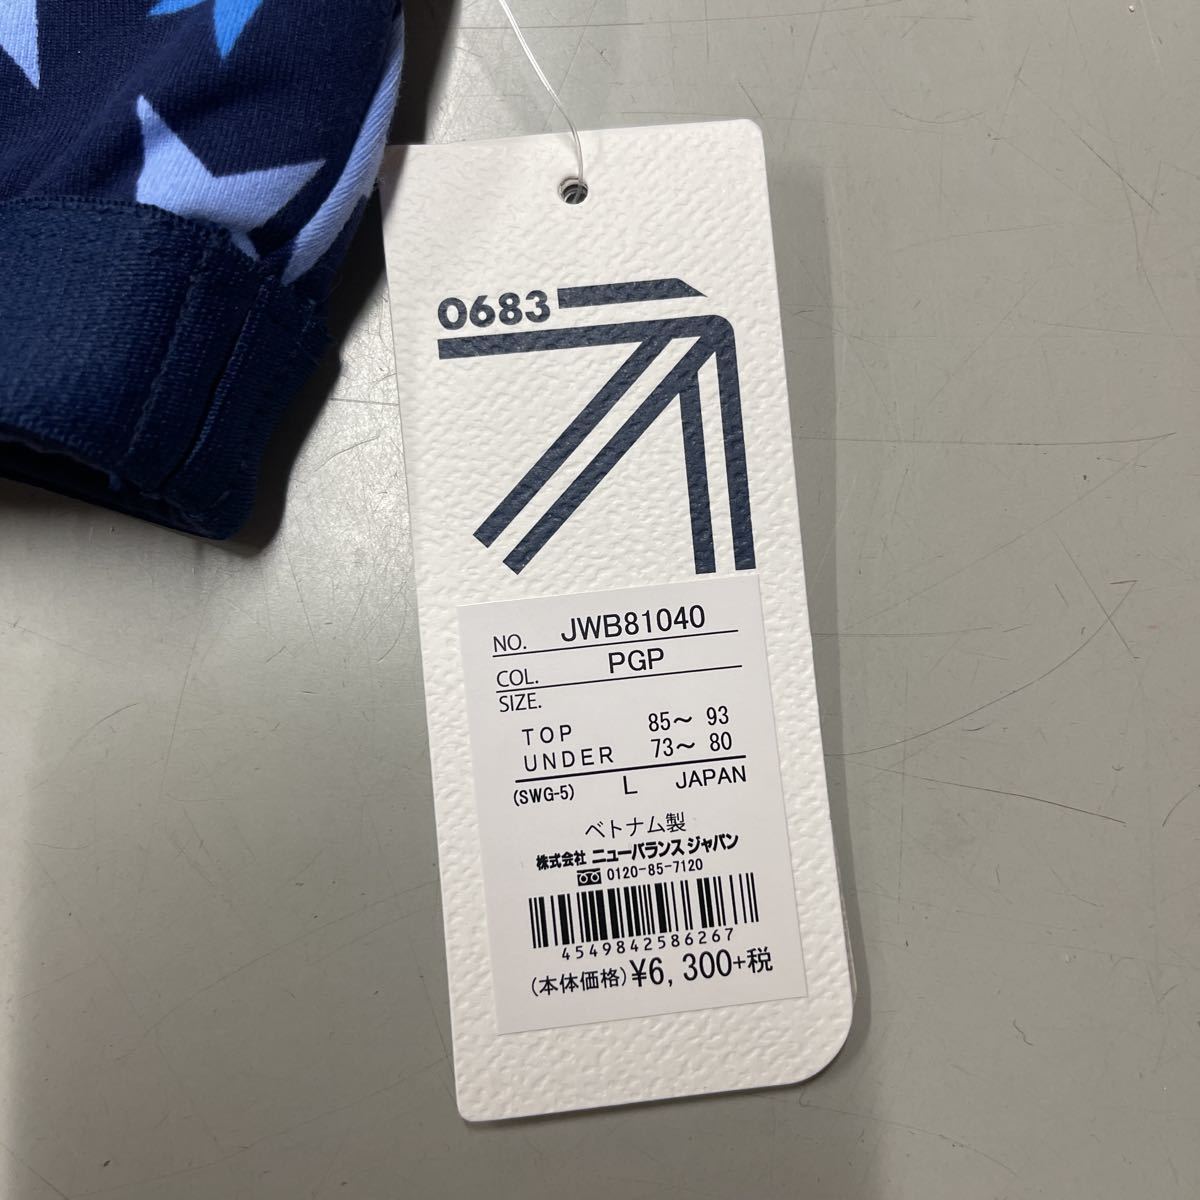 0683
NO. JWB81040
COL. PGP
SIZE.
TOP 85～ 93
UNDER 73～ 80
(SWG-5) L JAPAN
ベトナム製
株式会社 ニューバランス ジャパン
0120-85-7120
4549842586267
(本体価格)¥6,300+税